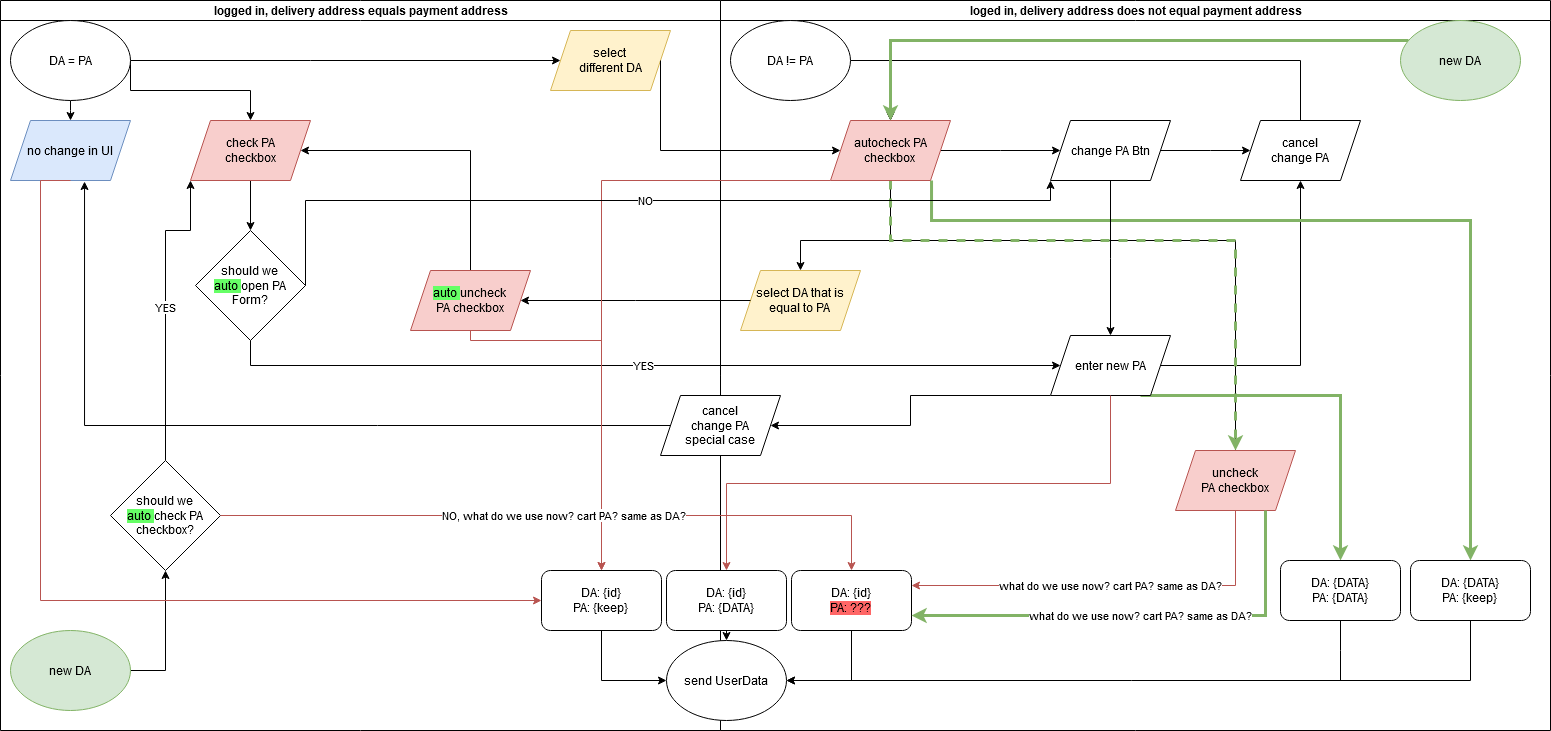 logged in, delivery address equals payment address
loged in, delivery address does not equal payment address
DA = PA
select
different DA
DA != PA
new DA
no change in UI
check PA
checkbox
autocheck PA
checkbox
change PA Btn
cancel
change PA
NO
should we
auto open PA
Form?
YES
auto uncheck
PA checkbox
select DA that is
equal to PA
YES
enter new PA
cancel
change PA
special case
uncheck
PA checkbox
should we
auto check PA
checkbox?
NO, what do we use now? cart PA? same as DA?
DA: {id}
PA: {keep}
DA: {id}
PA: {DATA}
DA: {id}
PA: ???
what do we use now? cart PA? same as DA?
what do we use now? cart PA? same as DA?
DA: {DATA}
PA: {DATA}
DA: {DATA}
PA: {keep}
new DA
send UserData